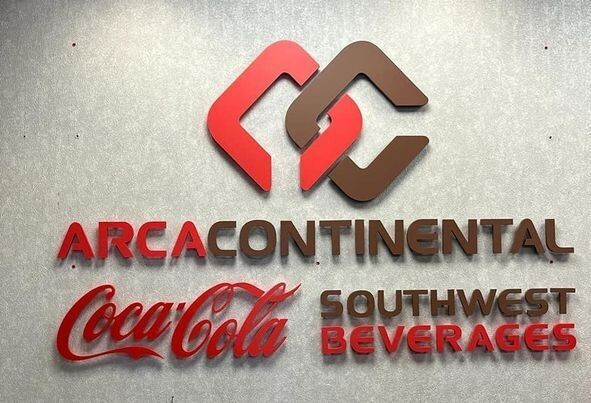 ARCACONTINENTAL
Coca-Cola SOUTHWEST
BEVERAGES